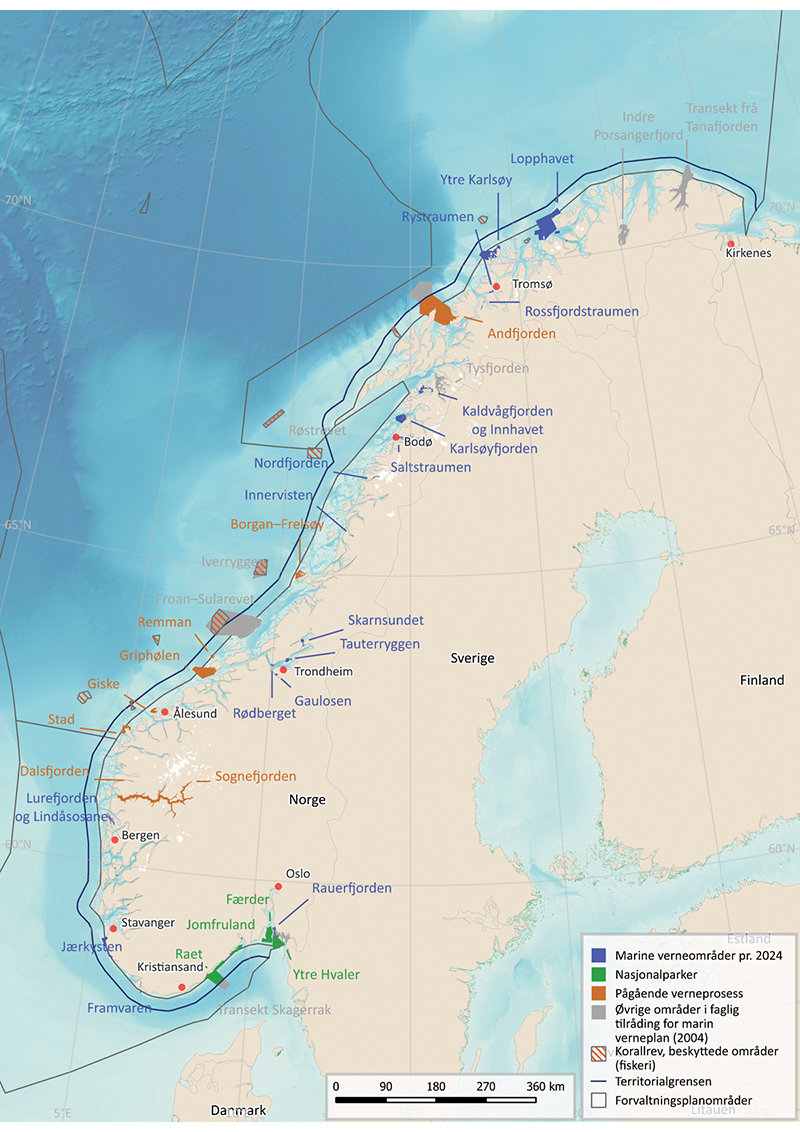 Indre
Porsangerfjord
Transekt frå
Tanafjorden
Lopphavet
Ytre Karlsøy
70°N
70°N
Rystraumen
Kirkenes
Tromsø
Rossfjordstraumen
Andfjorden
Tysfjorden
Kaldvågfjorden
og Innhavet
Røstrevet
Bodø
Karlsøyfjorden
Nordfjorden
Saltstraumen
Innervisten
Borgan–Frelsøy
65°N
65°N
Iverryggen
Froan–Sularevet
Remman
Skarnsundet
Tauterryggen
Griphølen
Sverige
Trondheim
Finland
Giske
Gaulosen
Rødberget
Ålesund
Stad
Dalsfjorden
Sognefjorden
Lurefjorden
og Lindåsosane
Norge
Bergen
60°N
60°N
Oslo
Rauerfjorden
Færder
Stavanger
Jomfruland
Jærkysten
Raet
Kristiansand
Ytre Hvaler
Framvaren
Transekt Skagerrak
Estland
Marine verneområder pr. 2024
Nasjonalparker
Pågående verneprosess
Øvrige områder i faglig
tilråding for marin
verneplan (2004)
Korallrev, beskyttede områder
(fiskeri)
Territorialgrensen
Forvaltningsplanområder
0 90 180 270 360 km
5°E
Danmark
Litauen